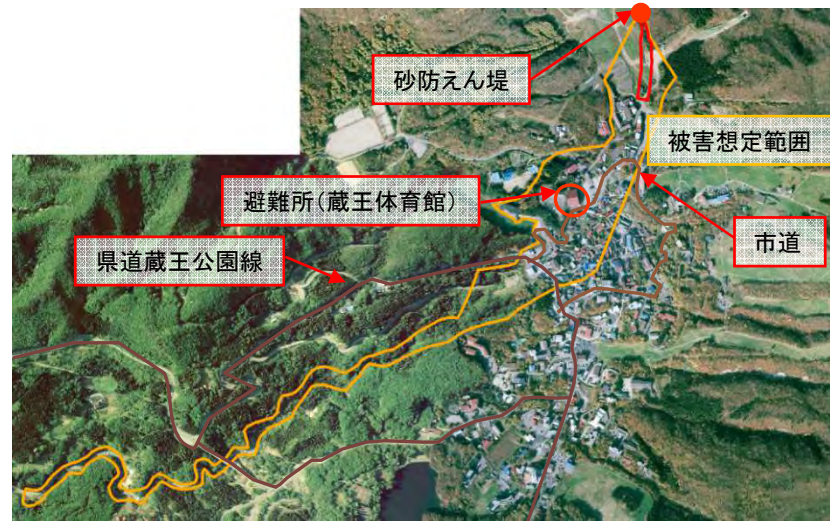 砂防えん堤
被害想定範囲
避難所(蔵王体育館)
市道
県道蔵王公園線